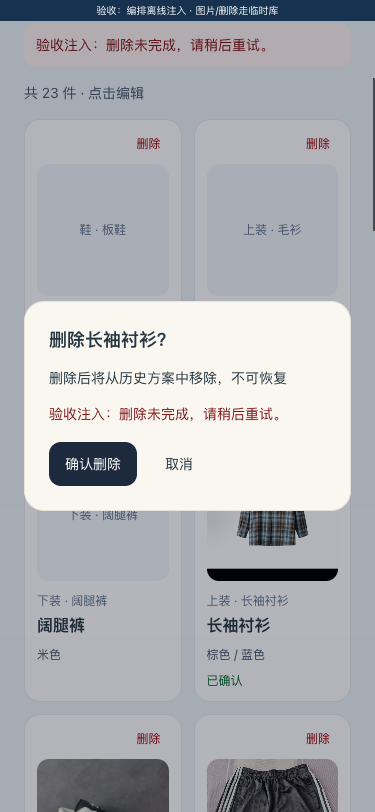 验收：编排离线注入 · 图片/删除走临时库
验收注入：删除未完成，请稍后重试。
共 23 件 · 点击编辑
删除
删除
鞋 · 板鞋
上装 · 毛衫
删除长袖衬衫?
删除后将从历史方案中移除，不可恢复
验收注入：删除未完成，请稍后重试。
确认删除
取消
下装 · 阔腿裤
下装 · 阔腿裤
阔腿裤
米色
上装 · 长袖衬衫
长袖衬衫
棕色 / 蓝色
已确认
删除
删除